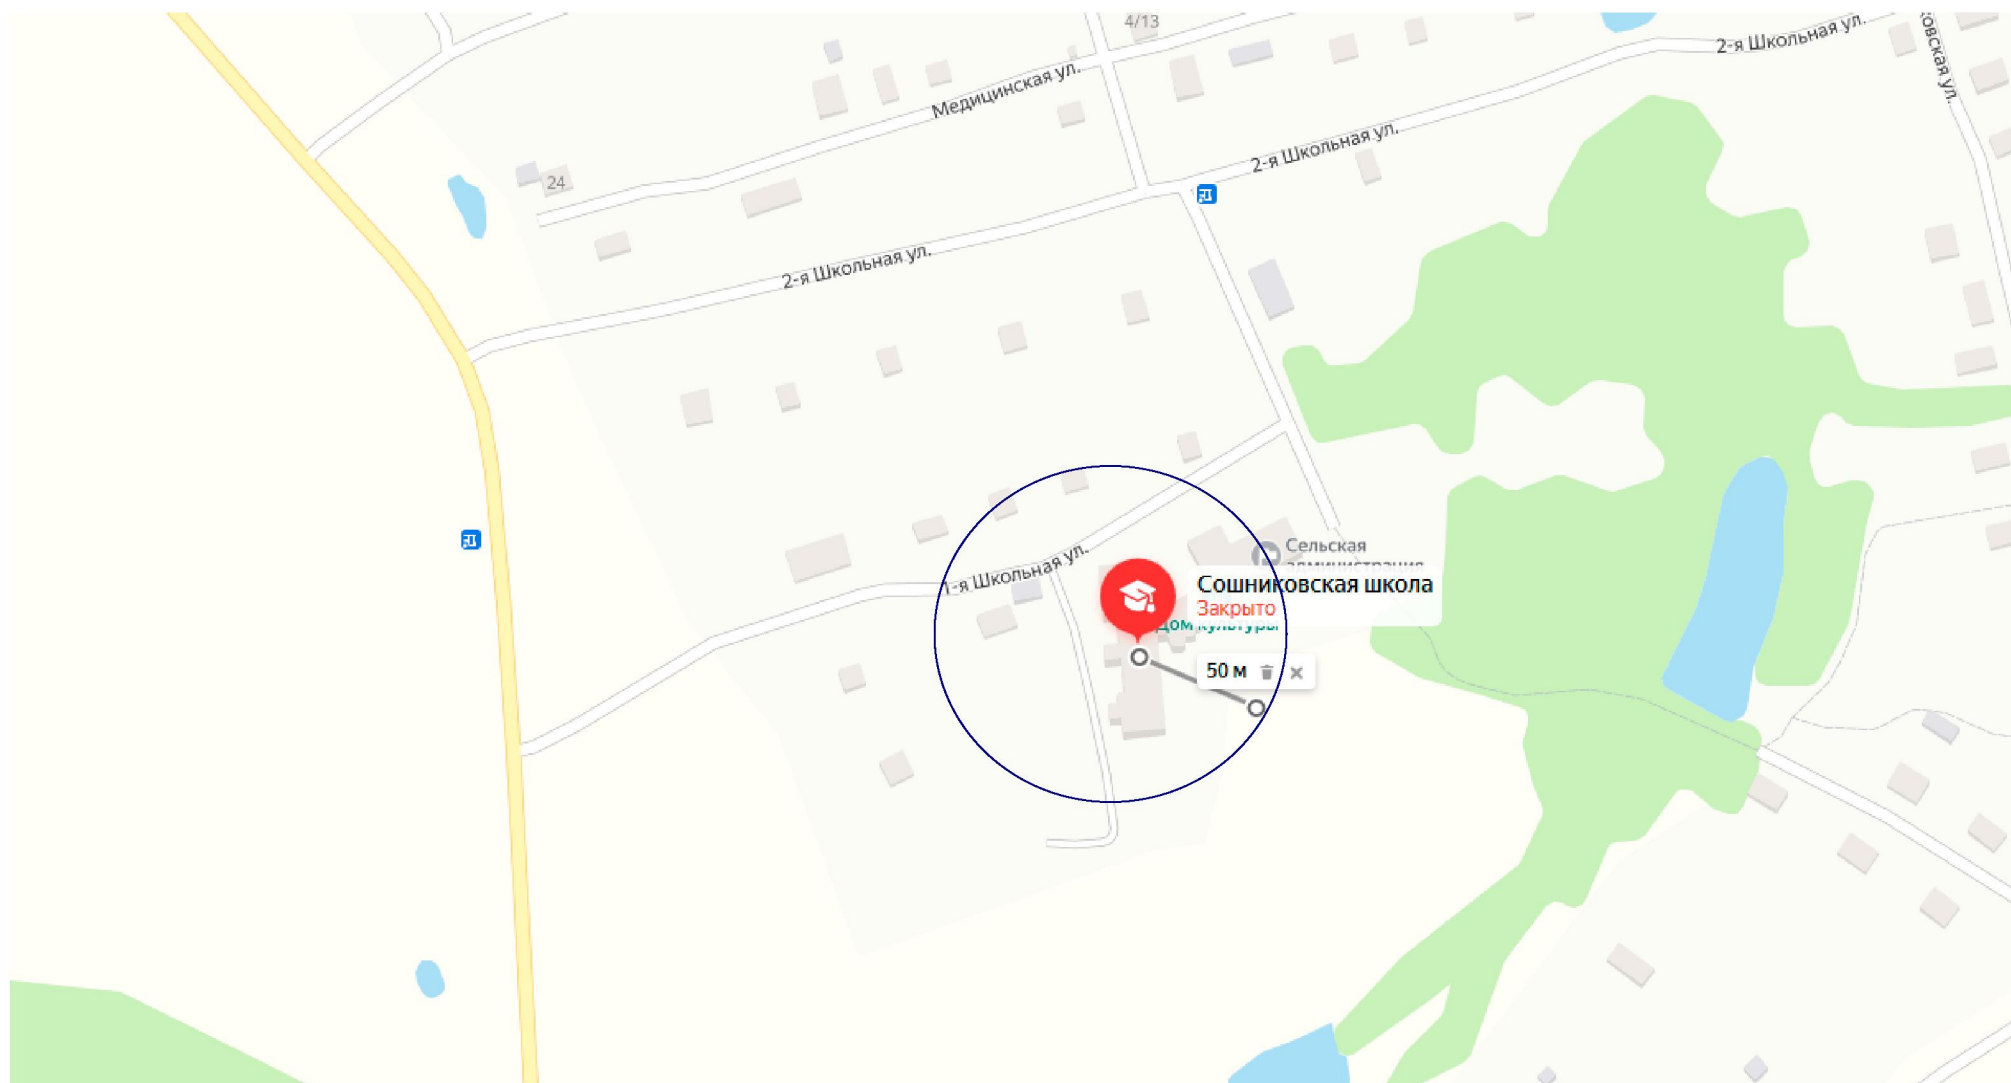 4/13
2-я Школьная ул.
Медицинская ул.
2-я Школьная ул.
24
2-я Школьная ул.
Сельская
администрация
1-я Школьная ул.
Сошниковская школа
Закрыто
Дом культуры
50 м